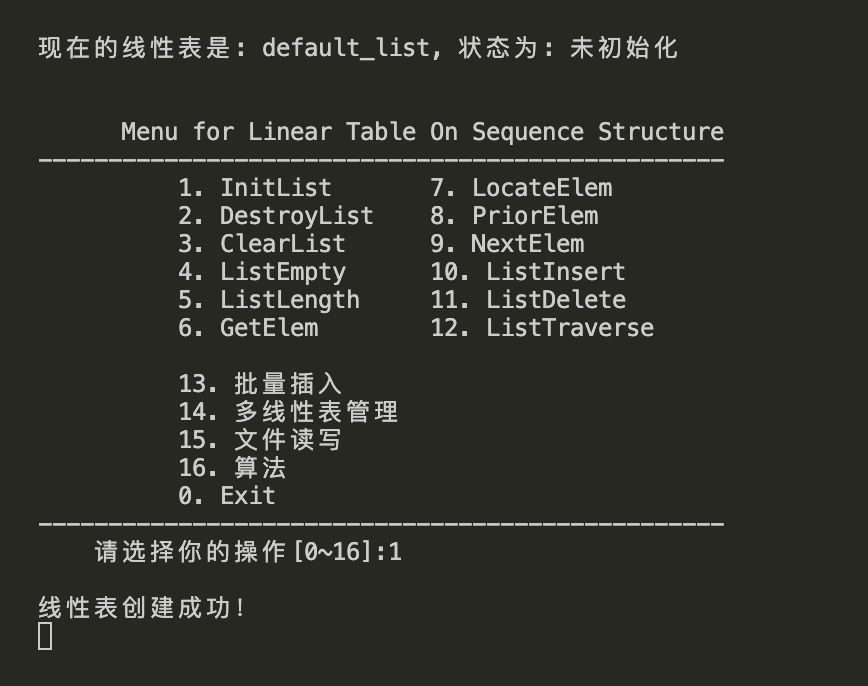 现在的线性表是: default_list, 状态为: 未初始化
Menu for Linear Table On Sequence Structure
-------------------------------------------------
1. InitList 7. LocateElem
2. DestroyList 8. PriorElem
3. ClearList 9. NextElem
4. ListEmpty 10. ListInsert
5. ListLength 11. ListDelete
6. GetElem 12. ListTraverse
13. 批量插入
14. 多线性表管理
15. 文件读写
16. 算法
0. Exit
-------------------------------------------------
请选择你的操作[0~16]:1
线性表创建成功!